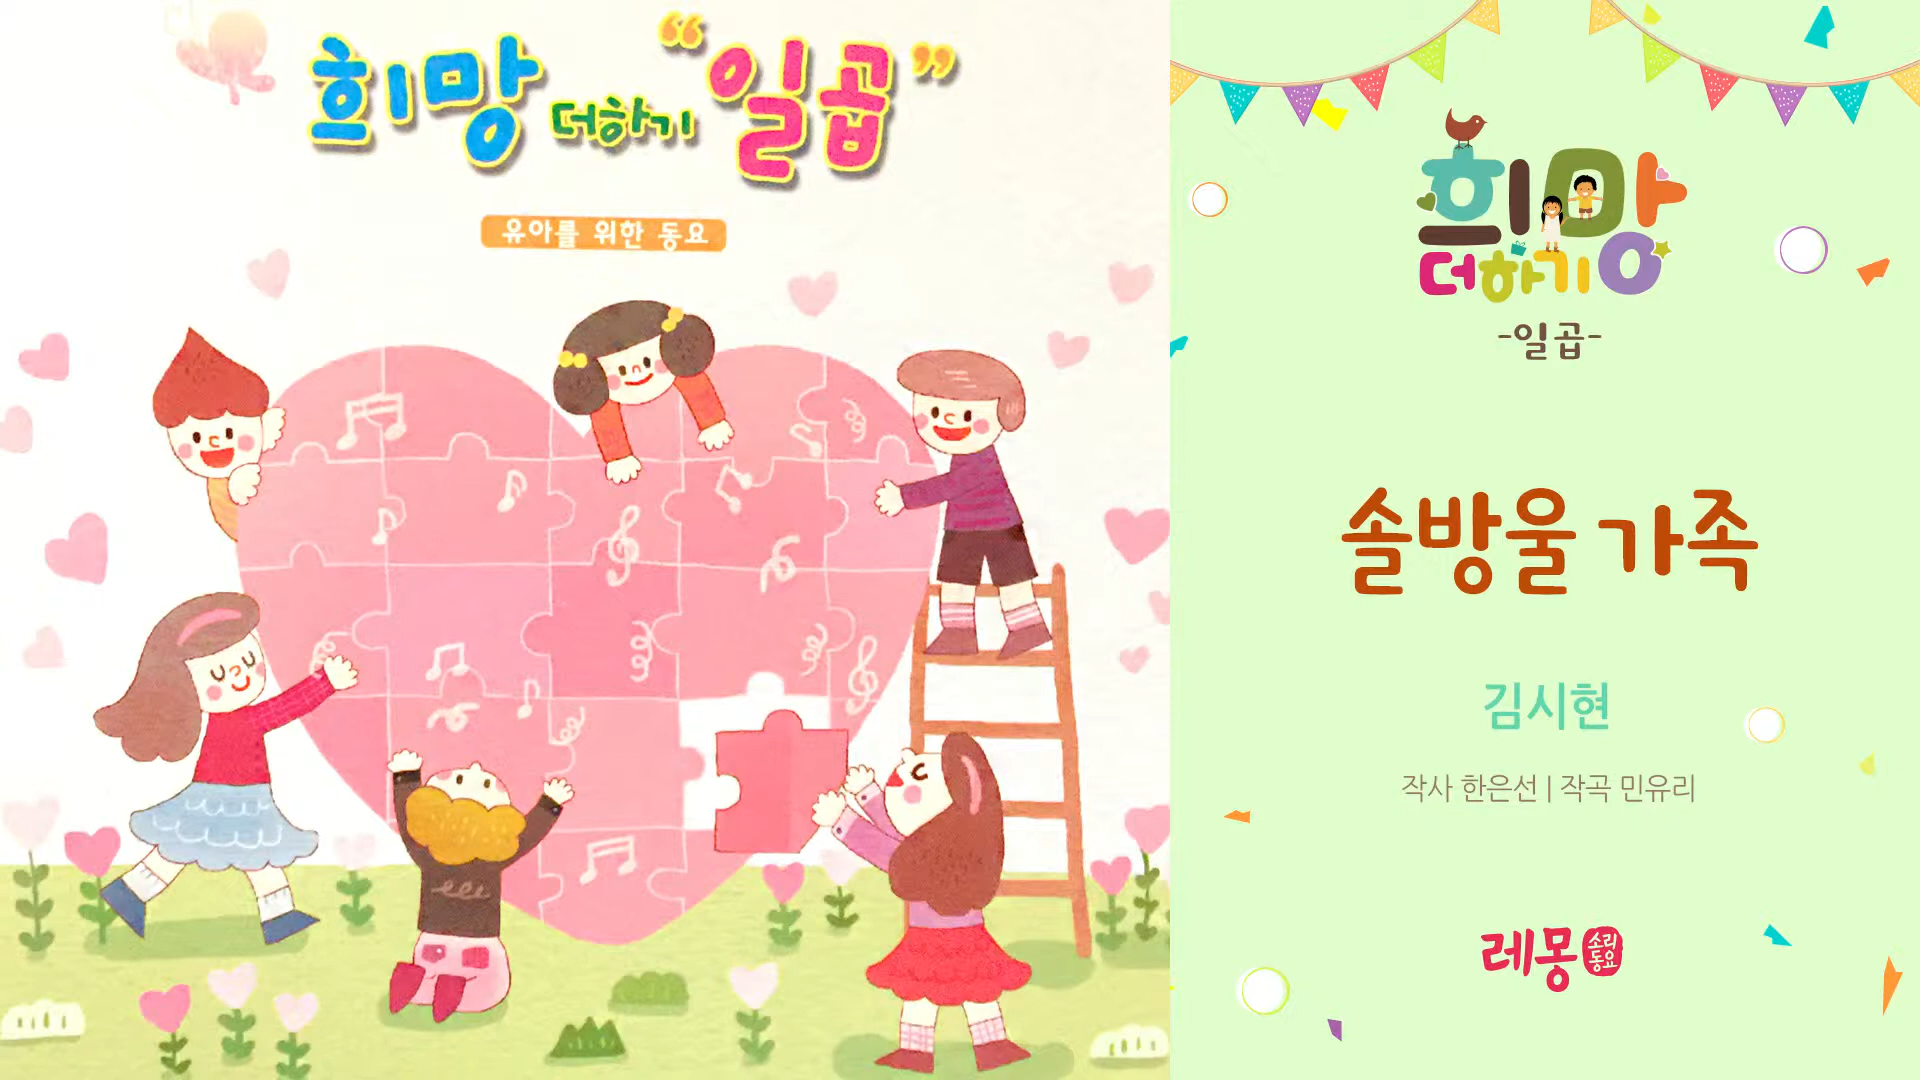 희망 더하기 “일곱”
유아를 위한 동요
희망
더하기
-일곱-
솔방울 가족
김시현
작사 한은선 | 작곡 민유리
레몽 소리
동요